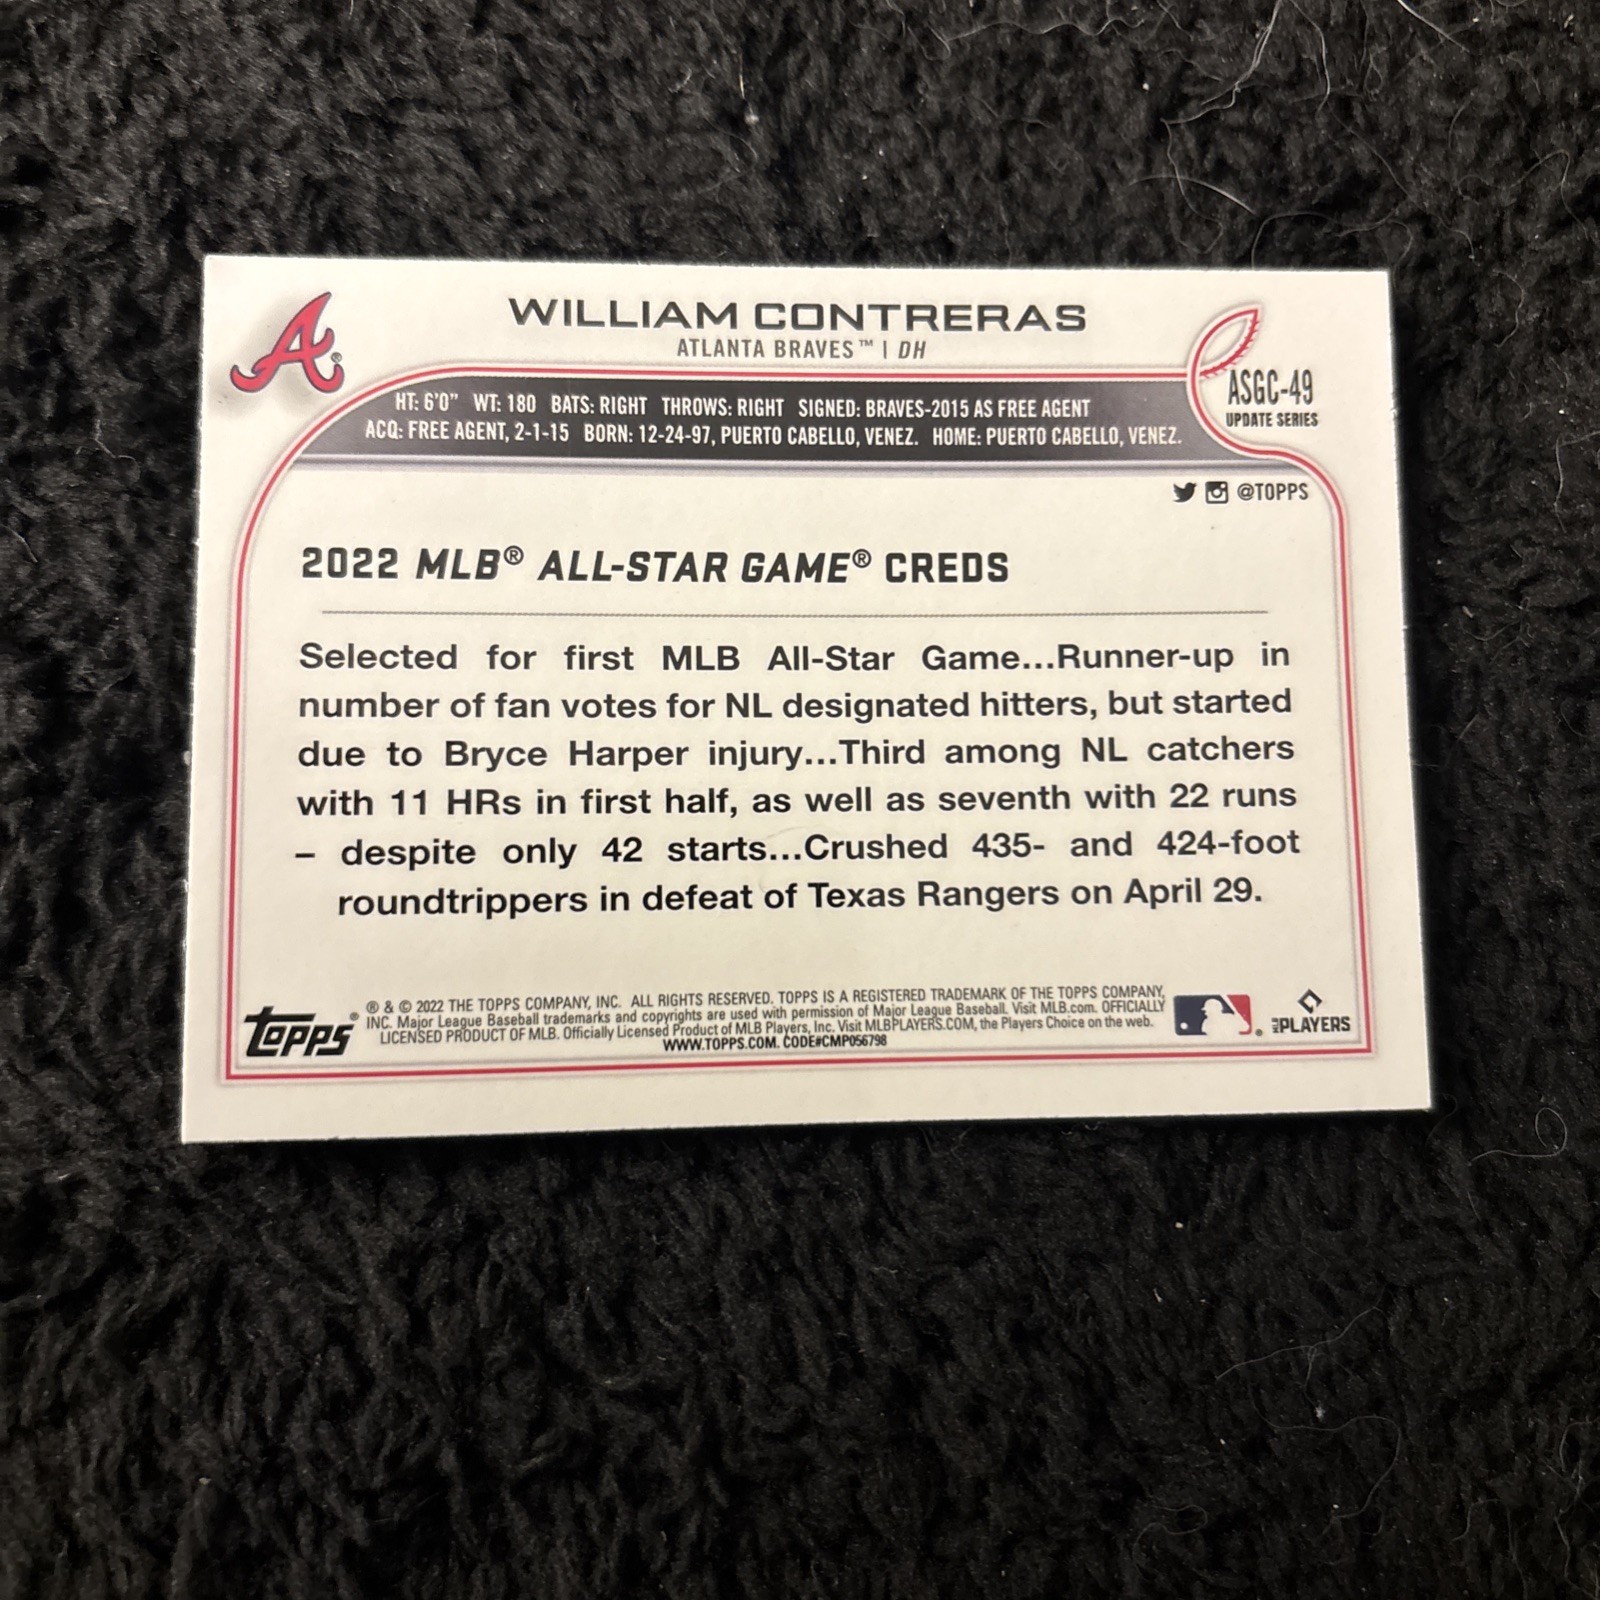 A®
WILLIAM CONTRERAS
ATLANTA BRAVES™ | DH
ASGC-49
UPDATE SERIES
HT: 6'0" WT: 180 BATS: RIGHT THROWS: RIGHT SIGNED: BRAVES-2015 AS FREE AGENT
ACQ: FREE AGENT, 2-1-15 BORN: 12-24-97, PUERTO CABELLO, VENEZ. HOME: PUERTO CABELLO, VENEZ.
@TOPPS
2022 MLB® ALL-STAR GAME® CREDS
Selected for first MLB All-Star Game...Runner-up in
number of fan votes for NL designated hitters, but started
due to Bryce Harper injury...Third among NL catchers
with 11 HRs in first half, as well as seventh with 22 runs
– despite only 42 starts...Crushed 435- and 424-foot
roundtrippers in defeat of Texas Rangers on April 29.
topps®
® & © 2022 THE TOPPS COMPANY, INC. ALL RIGHTS RESERVED. TOPPS IS A REGISTERED TRADEMARK OF THE TOPPS COMPANY,
INC. Major League Baseball trademarks and copyrights are used with permission of Major League Baseball. Visit MLB.com. OFFICIALLY
LICENSED PRODUCT OF MLB. Officially Licensed Product of MLB Players, Inc. Visit MLBPLAYERS.COM, the Players Choice on the web.
WWW.TOPPS.COM. CODE#CMP056798
MLB PLAYERS